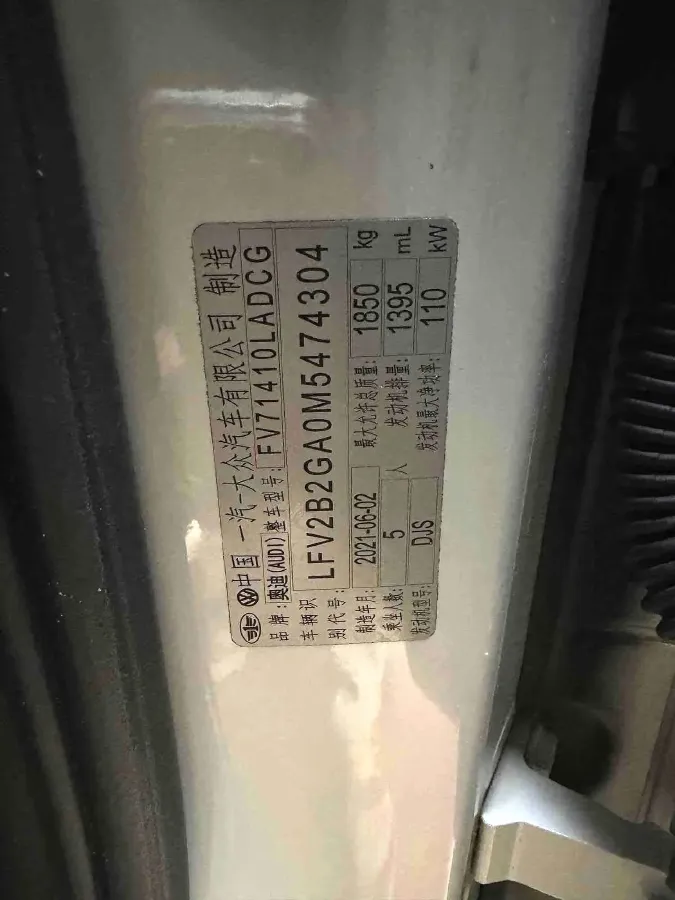 中国 一汽-大众汽车有限公司 制造
品牌:奥迪(AUDI) 整车型号: FV71410LADCG
车辆识别代号: LFV2B2GA0M5474304
制造年月: 2021-06-02 最大允许总质量: 1850 kg
乘坐人数: 5 人 发动机排量: 1395 mL
发动机型号: DJS 发动机最大净功率: 110 kW